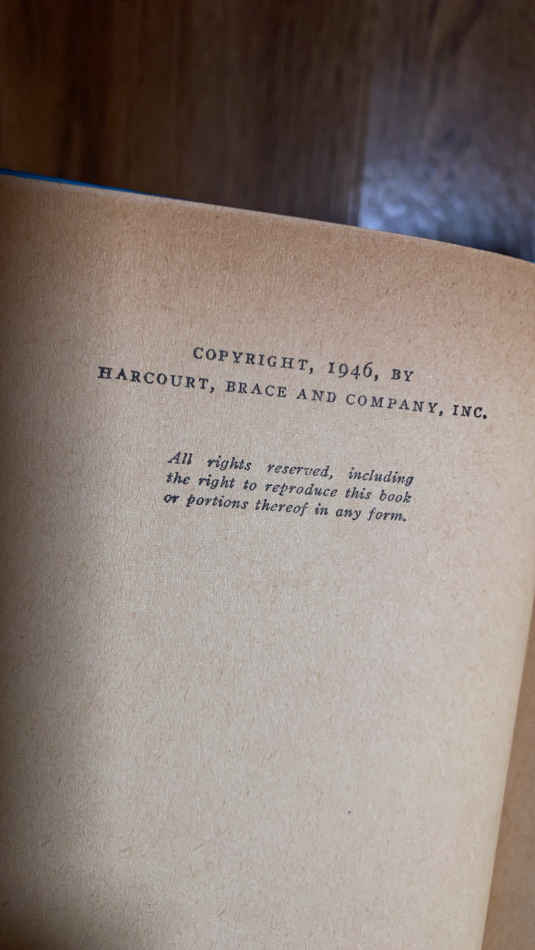 COPYRIGHT, 1946, BY
HARCOURT, BRACE AND COMPANY, INC.
All rights reserved, including
the right to reproduce this book
or portions thereof in any form.